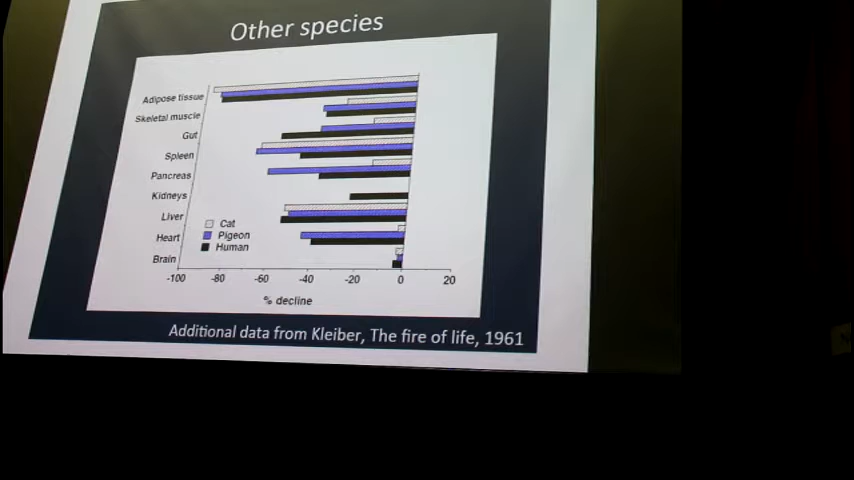 Other species
Adipose tissue
Skeletal muscle
Gut
Spleen
Pancreas
Kidneys
Liver
Heart
Brain
Cat
Pigeon
Human
-100 -80 -60 -40 -20 0 20
% decline
Additional data from Kleiber, The fire of life, 1961